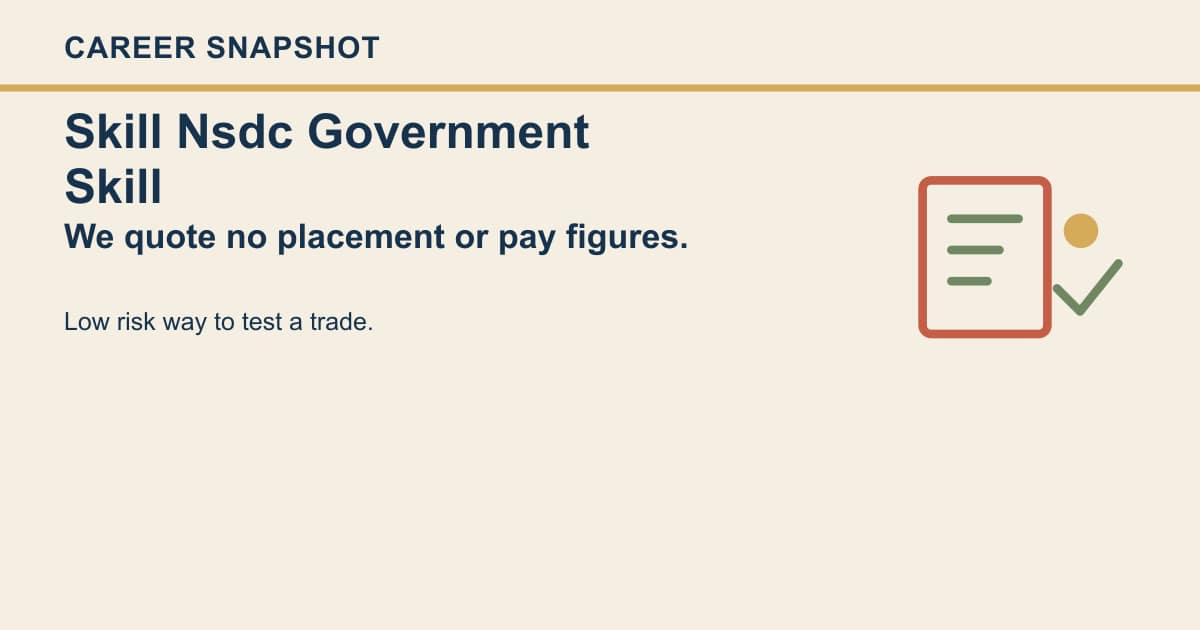 CAREER SNAPSHOT
Skill Nsdc Government
Skill
We quote no placement or pay figures.
Low risk way to test a trade.